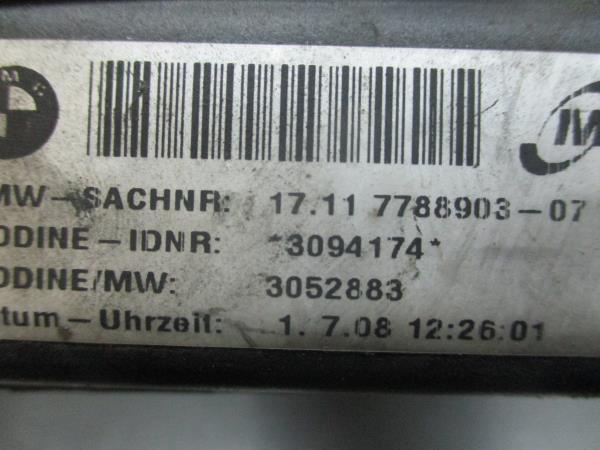 MW-SACHNR: 17.11 7788903-07
ODINE-IDNR: *3094174*
ODINE/MW: 3052883
tum-Uhrzeit: 1. 7.08 12:26:01